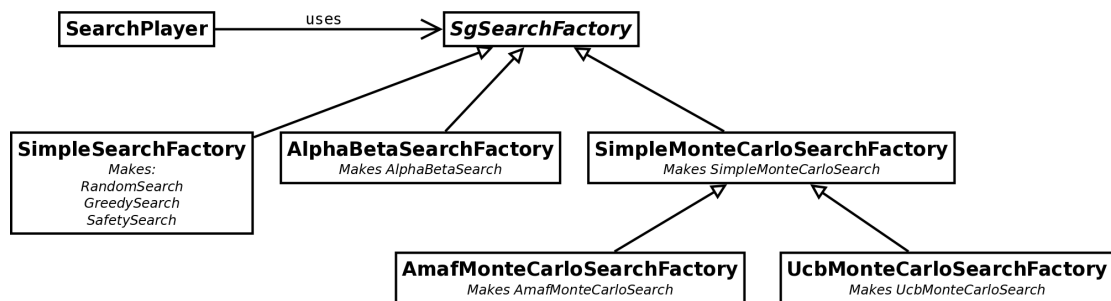 SearchPlayer
uses
SgSearchFactory
SimpleSearchFactory
Makes:
RandomSearch
GreedySearch
SafetySearch
AlphaBetaSearchFactory
Makes AlphaBetaSearch
SimpleMonteCarloSearchFactory
Makes SimpleMonteCarloSearch
AmafMonteCarloSearchFactory
Makes AmafMonteCarloSearch
UcbMonteCarloSearchFactory
Makes UcbMonteCarloSearch